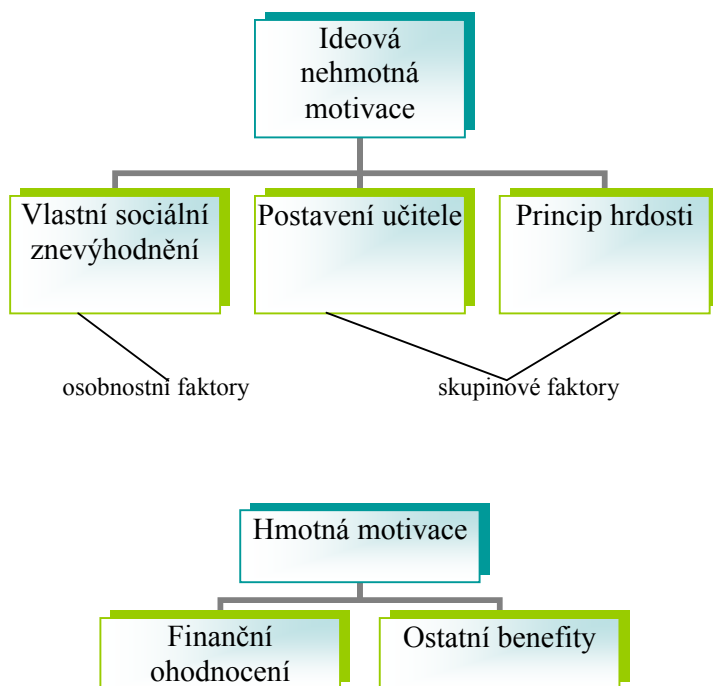 Ideová
nehmotná
motivace
Vlastní sociální
znevýhodnění
Postavení učitele
Princip hrdosti
osobnostní faktory
skupinové faktory
Hmotná motivace
Finanční
ohodnocení
Ostatní benefity